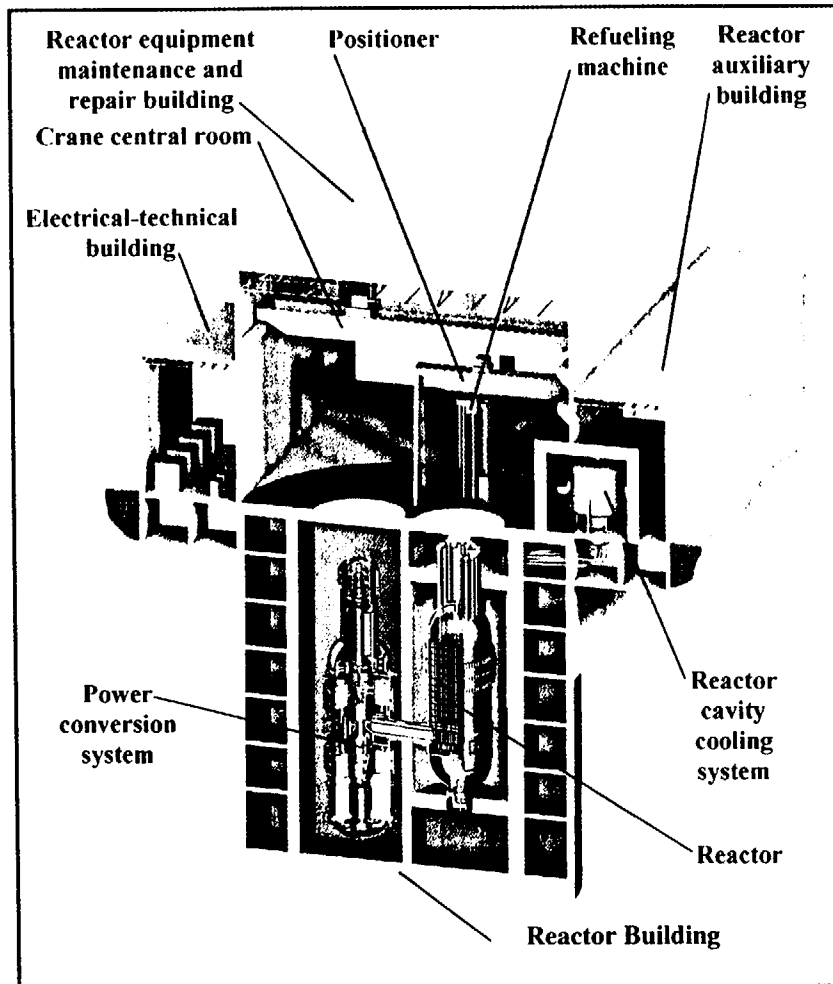 Reactor equipment
maintenance and
repair building
Positioner
Refueling
machine
Reactor
auxiliary
building
Crane central room
Electrical-technical
building
Power
conversion
system
Reactor
cavity
cooling
system
Reactor
Reactor Building